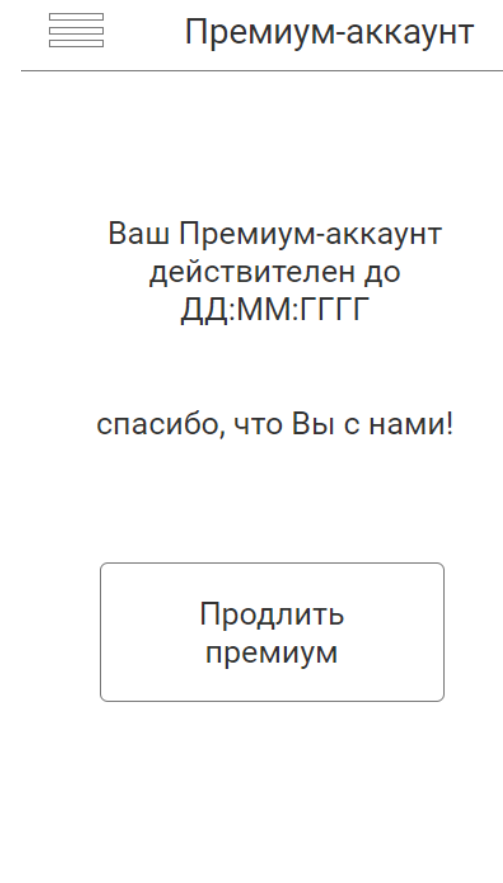 Премиум-аккаунт
Ваш Премиум-аккаунт
действителен до
ДД:ММ:ГГГГ
спасибо, что Вы с нами!
Продлить
премиум